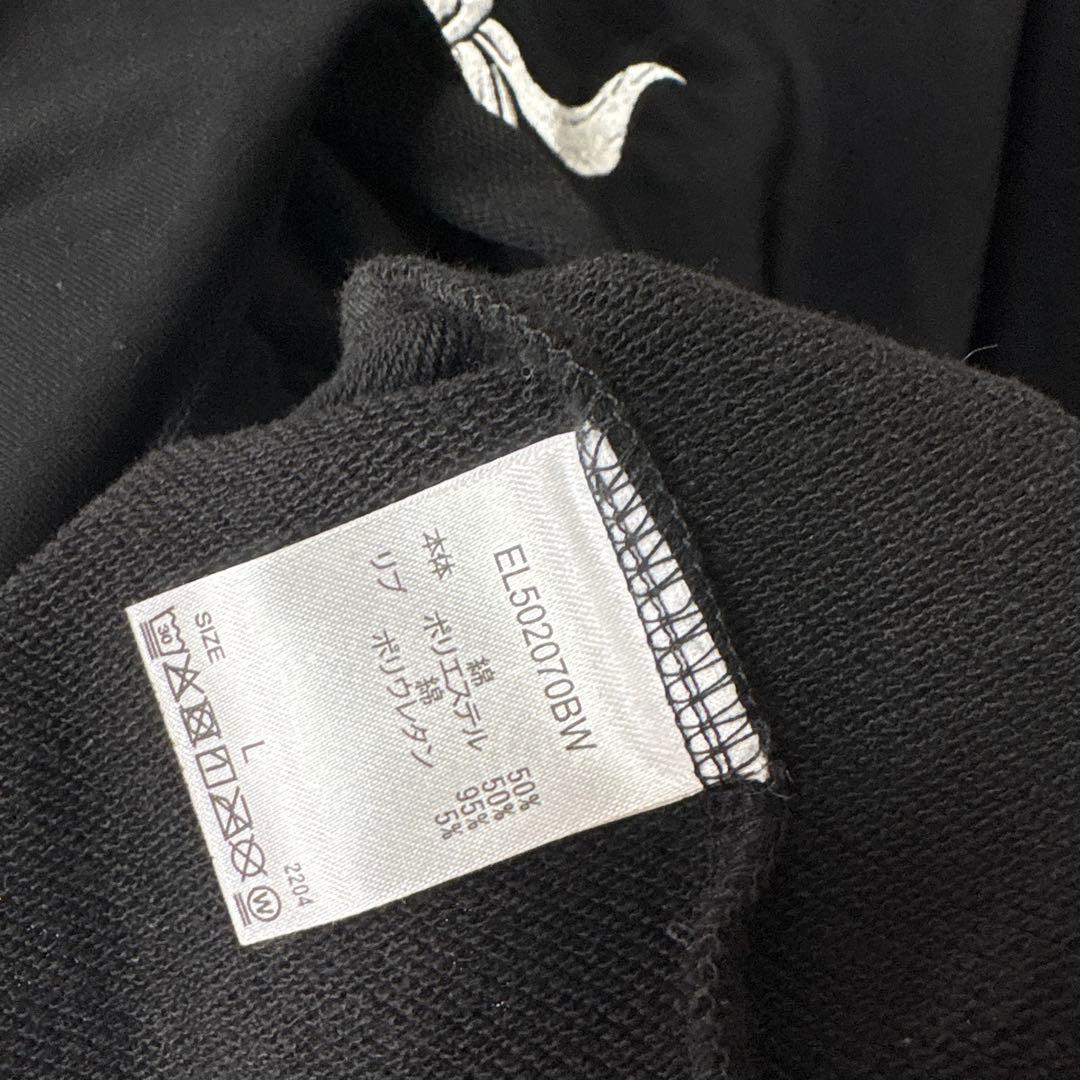 EL502070BW
本体 綿 50%
ポリエステル 50%
リブ 綿 95%
ポリウレタン 5%
SIZE L
30
W
2204